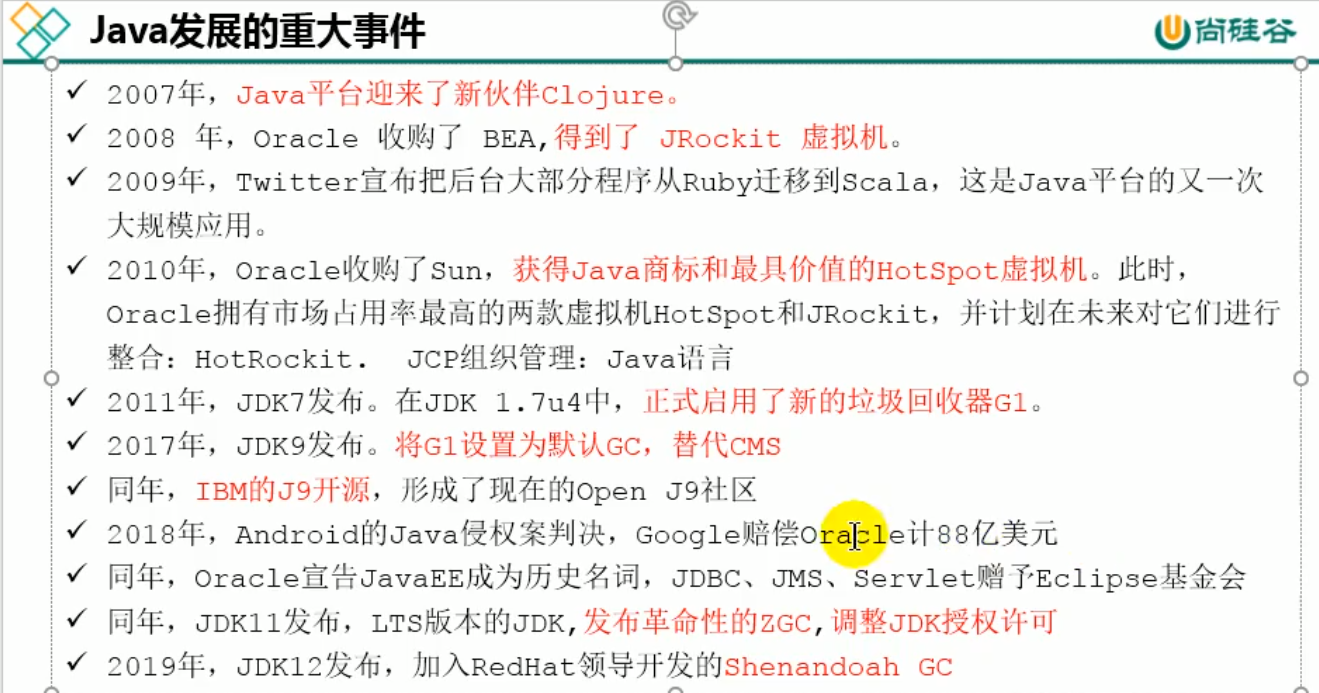 Java发展的重大事件
尚硅谷
✓ 2007年，Java平台迎来了新伙伴Clojure。
✓ 2008 年，Oracle 收购了 BEA,得到了 JRockit 虚拟机。
✓ 2009年，Twitter宣布把后台大部分程序从Ruby迁移到Scala，这是Java平台的又一次
大规模应用。
✓ 2010年，Oracle收购了Sun，获得Java商标和最具价值的HotSpot虚拟机。此时，
Oracle拥有市场占用率最高的两款虚拟机HotSpot和JRockit，并计划在未来对它们进行
整合：HotRockit. JCP组织管理：Java语言
✓ 2011年，JDK7发布。在JDK 1.7u4中，正式启用了新的垃圾回收器G1。
✓ 2017年，JDK9发布。将G1设置为默认GC，替代CMS
✓ 同年，IBM的J9开源，形成了现在的Open J9社区
✓ 2018年，Android的Java侵权案判决，Google赔偿Oracle计88亿美元
✓ 同年，Oracle宣告JavaEE成为历史名词，JDBC、JMS、Servlet赠予Eclipse基金会
✓ 同年，JDK11发布，LTS版本的JDK,发布革命性的ZGC,调整JDK授权许可
✓ 2019年，JDK12发布，加入RedHat领导开发的Shenandoah GC